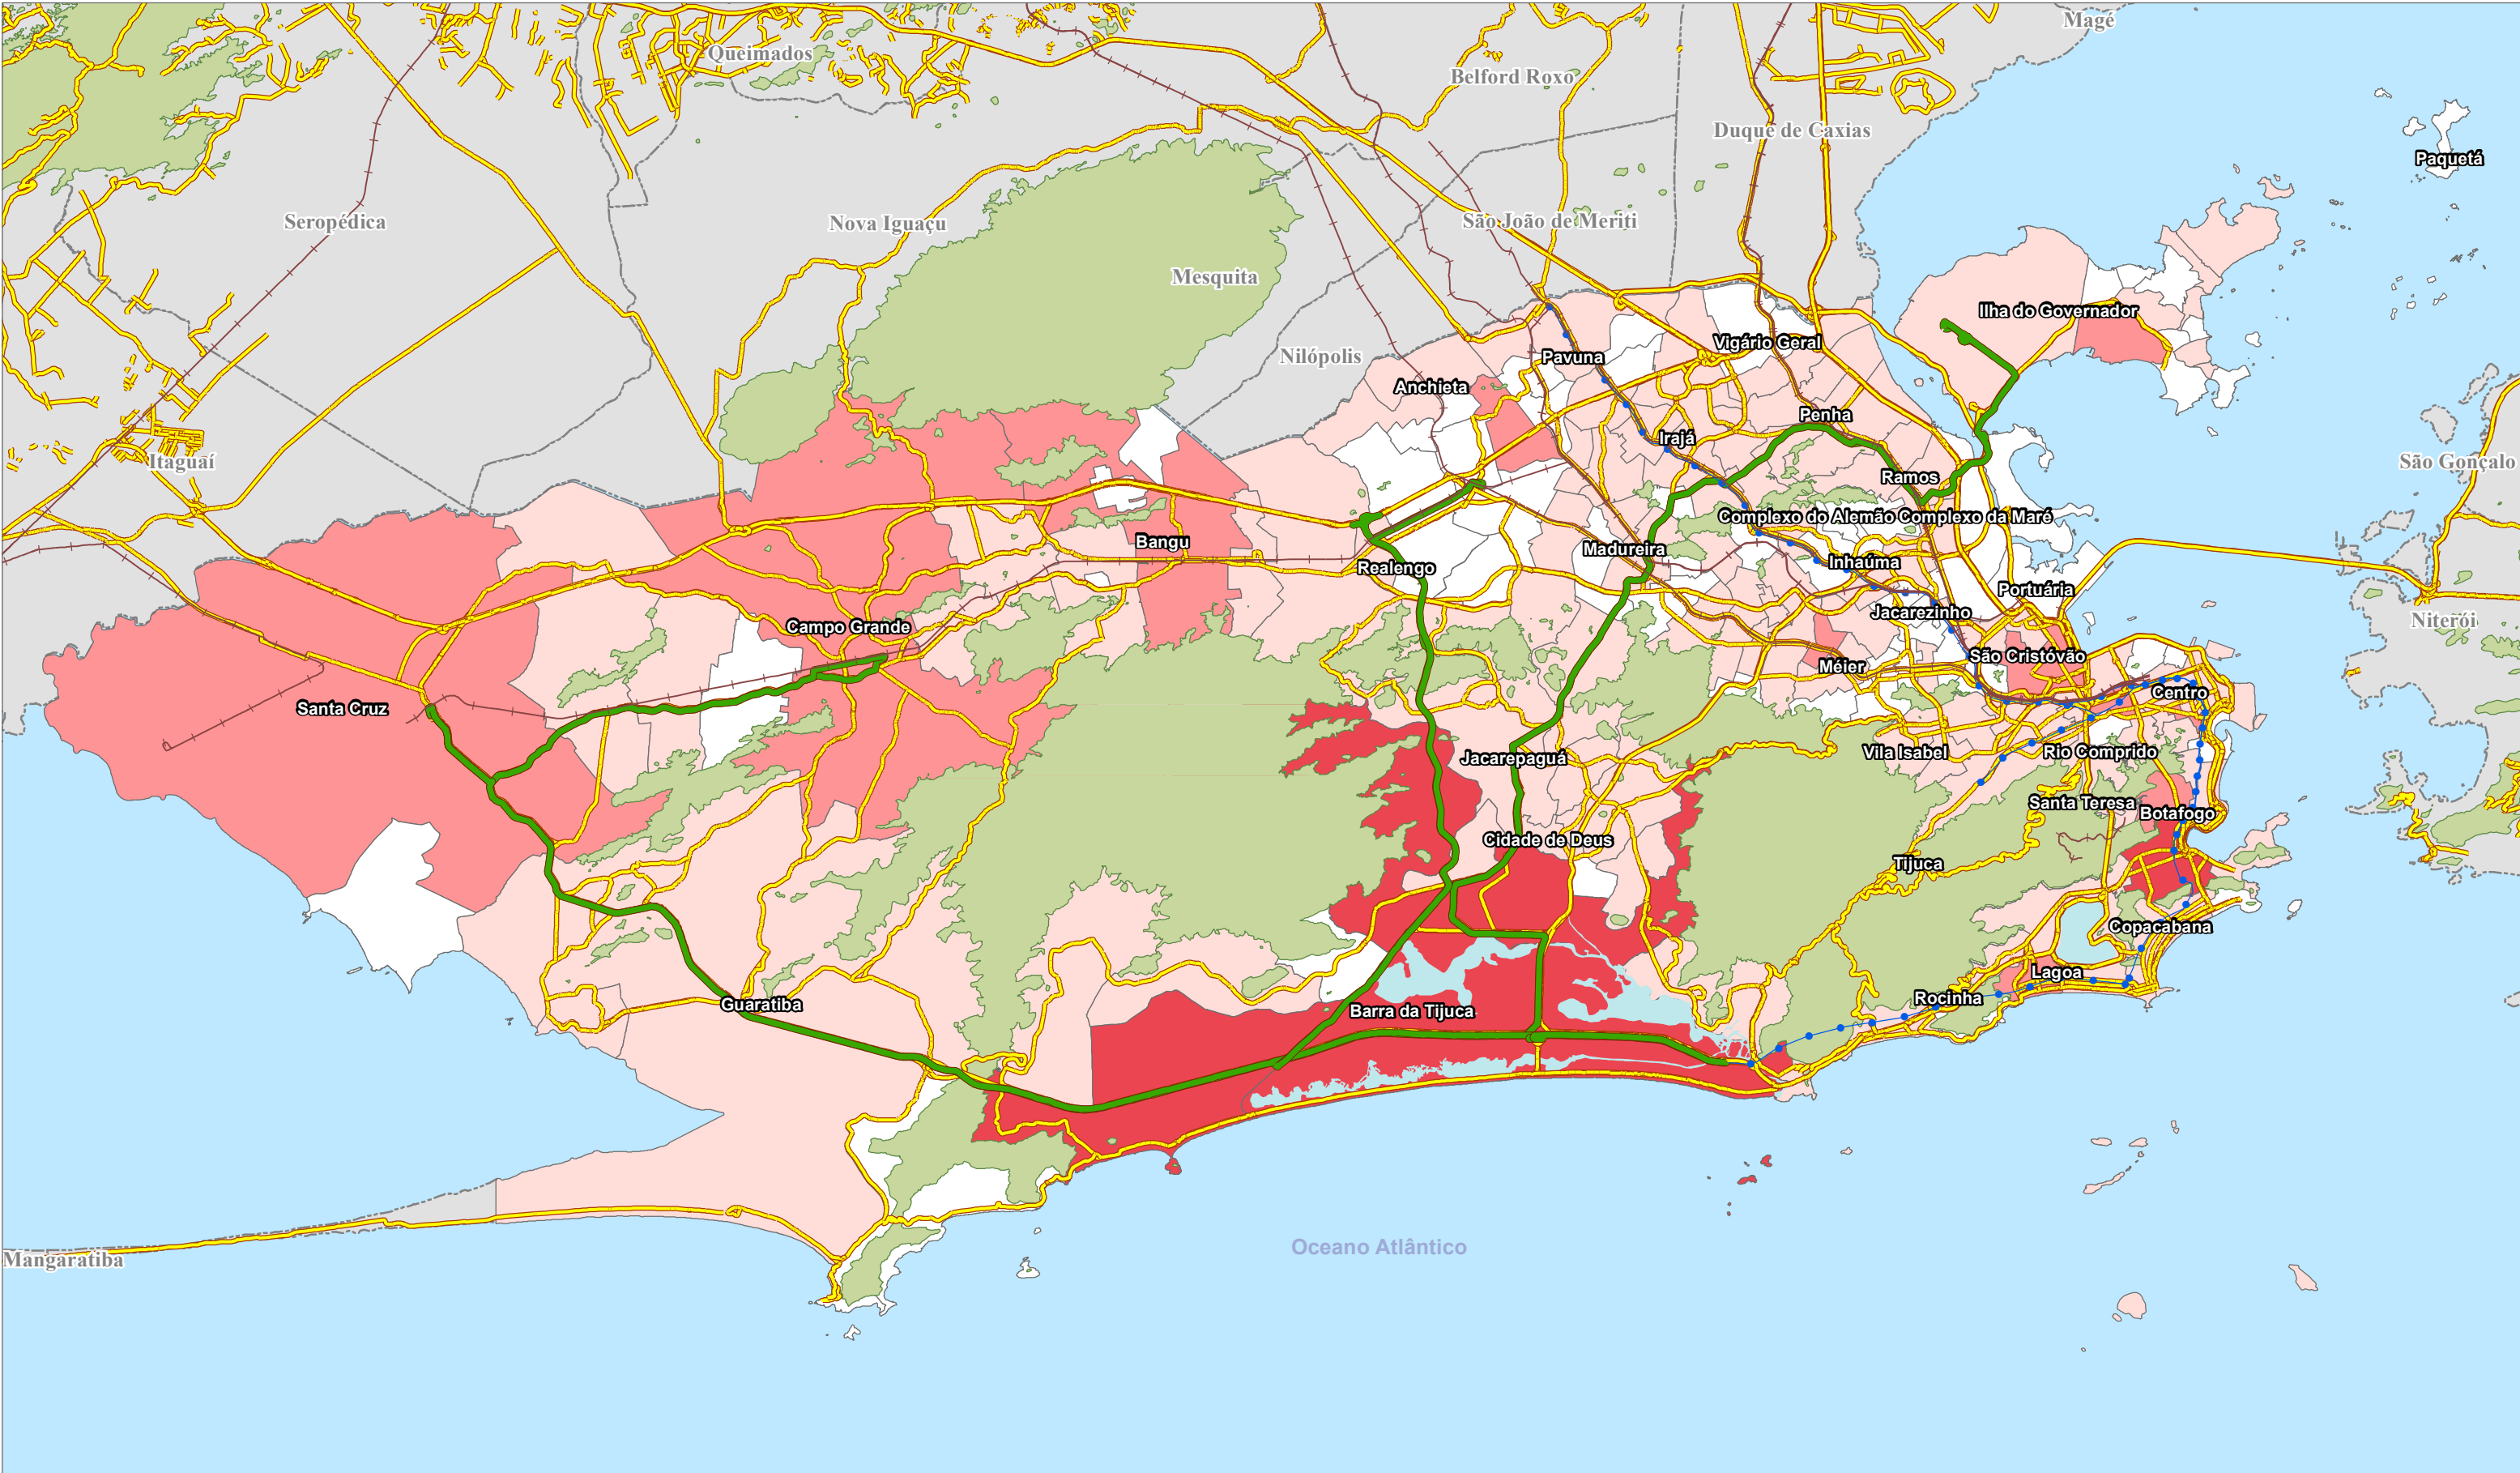 Magé
Queimados
Belford Roxo
Duque de Caxias
Paquetá
Seropédica
Nova Iguaçu
São João de Meriti
Mesquita
Ilha do Governador
Vigário Geral
Nilópolis
Pavuna
Anchieta
Penha
Irajá
Itaguaí
São Gonçalo
Ramos
Complexo do Alemão
Complexo da Maré
Bangu
Madureira
Inhaúma
Realengo
Portuária
Jacarezinho
Niterói
Campo Grande
São Cristóvão
Méier
Centro
Santa Cruz
Vila Isabel
Rio Comprido
Jacarepaguá
Santa Teresa
Botafogo
Cidade de Deus
Tijuca
Copacabana
Lagoa
Rocinha
Guaratiba
Barra da Tijuca
Oceano Atlântico
Mangaratiba